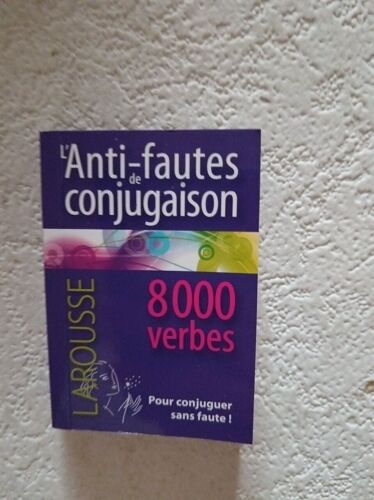 L'Anti-fautes
de
conjugaison
8 000
verbes
LAROUSSE
Pour conjuguer
sans faute !